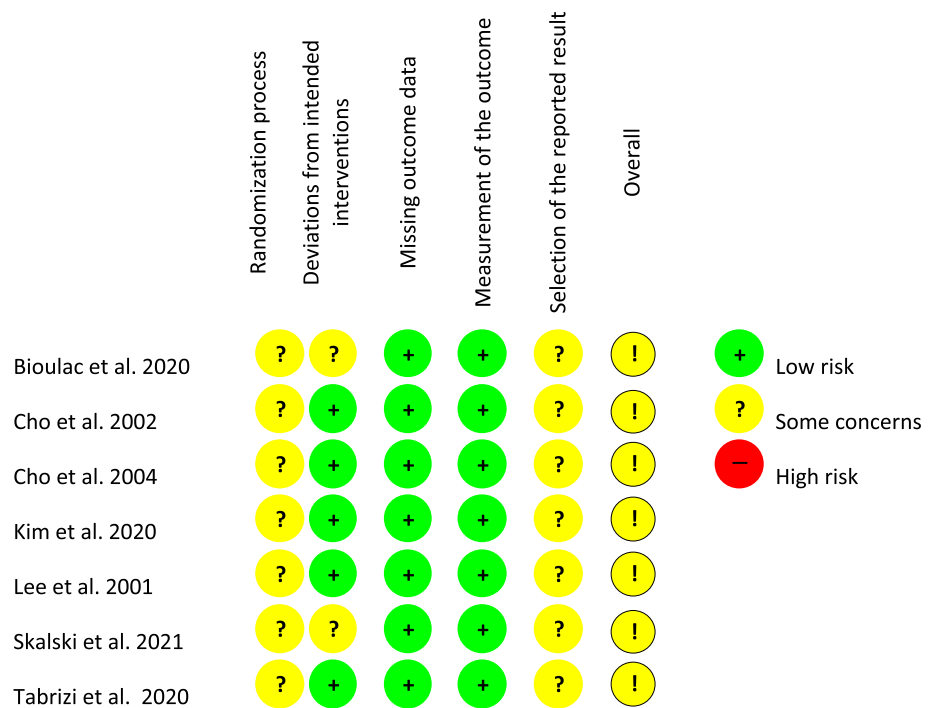 Randomization process
Deviations from intended
interventions
Missing outcome data
Measurement of the outcome
Selection of the reported result
Overall
Bioulac et al. 2020 ? ? + + ? ! + Low risk
Cho et al. 2002 ? + + + ? ! ? Some concerns
Cho et al. 2004 ? + + + ? ! − High risk
Kim et al. 2020 ? + + + ? !
Lee et al. 2001 ? + + + ? !
Skalski et al. 2021 ? ? + + ? !
Tabrizi et al.  2020 ? + + + ? !